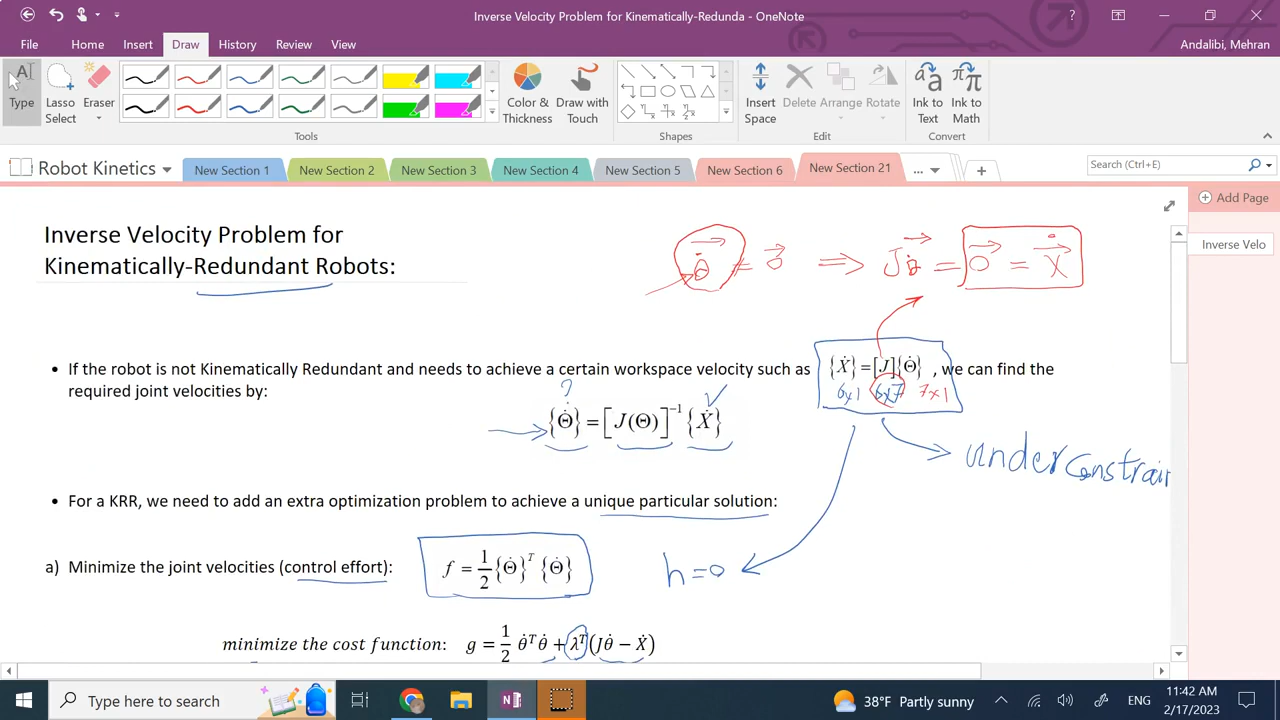 Inverse Velocity Problem for Kinematically-Redunda - OneNote
?
File Home Insert Draw History Review View
Andalibi, Mehran
Type
Lasso Select
Eraser
Color & Thickness
Draw with Touch
Insert Space
Delete Arrange Rotate
Ink to Text
Ink to Math
Tools
Shapes
Edit
Convert
Robot Kinetics
New Section 1 New Section 2 New Section 3 New Section 4 New Section 5 New Section 6 New Section 21 ...
Search (Ctrl+E)
Add Page
Inverse Velo
Inverse Velocity Problem for
Kinematically-Redundant Robots:
θ̇ = 0 ⟹ Jθ̇ = 0 = Ẋ
• If the robot is not Kinematically Redundant and needs to achieve a certain workspace velocity such as {Ẋ}=[J]{Θ̇} , we can find the
6x1 6x7 7x1
required joint velocities by:
? ✓
{Θ̇} = [J(Θ)]⁻¹ {Ẋ}
underconstrain
• For a KRR, we need to add an extra optimization problem to achieve a unique particular solution:
a) Minimize the joint velocities (control effort): f = 1/2 {Θ̇}ᵀ {Θ̇}
h=0
minimize the cost function: g = 1/2 θ̇ᵀθ̇ + λᵀ(Jθ̇ − Ẋ)
Type here to search
38°F Partly sunny
ENG
11:42 AM
2/17/2023